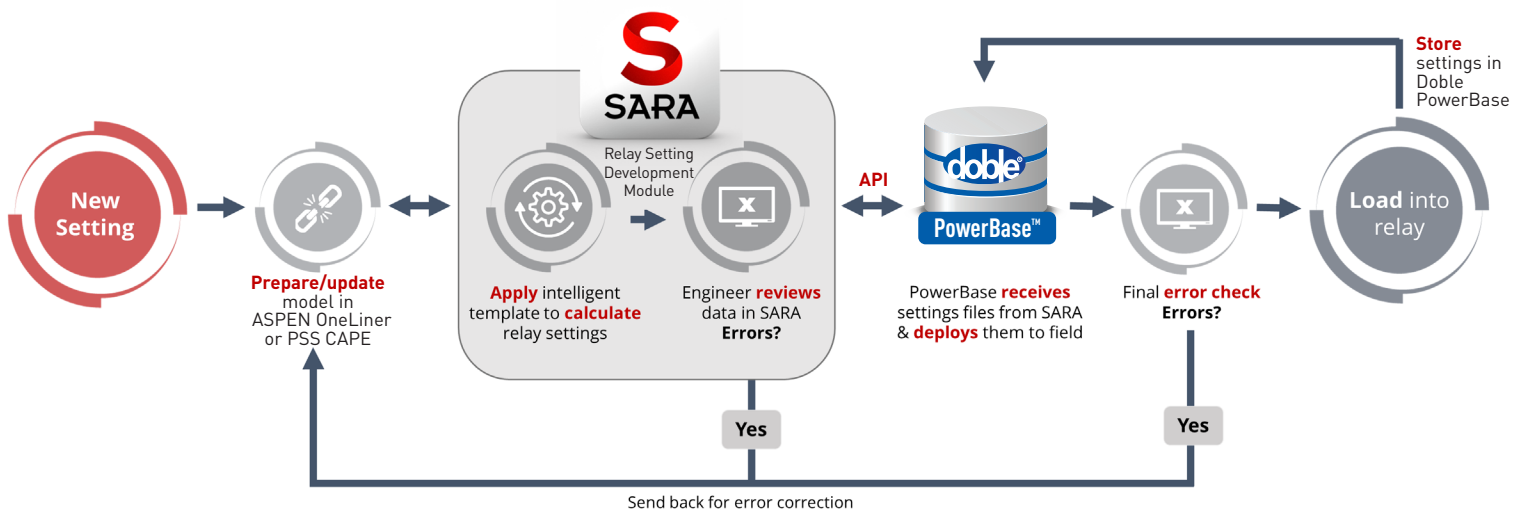 New
Setting
Prepare/update
model in
ASPEN OneLiner
or PSS CAPE
S
SARA
Relay Setting
Development
Module
Apply intelligent
template to calculate
relay settings
X
Engineer reviews
data in SARA
Errors?
Yes
API
doble®
PowerBase™
PowerBase receives
settings files from SARA
& deploys them to field
X
Final error check
Errors?
Yes
Load into
relay
Store
settings in
Doble
PowerBase
Send back for error correction